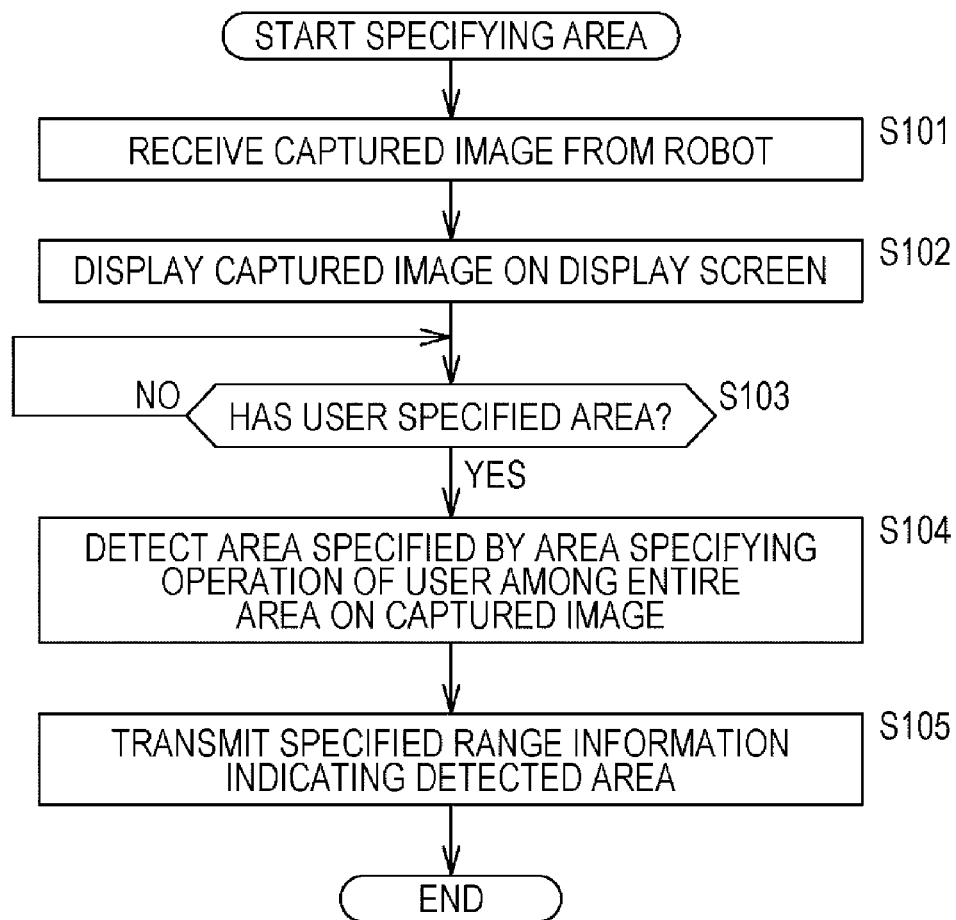 START SPECIFYING AREA
S101
RECEIVE CAPTURED IMAGE FROM ROBOT
S102
DISPLAY CAPTURED IMAGE ON DISPLAY SCREEN
NO
HAS USER SPECIFIED AREA?
S103
YES
S104
DETECT AREA SPECIFIED BY AREA SPECIFYING
OPERATION OF USER AMONG ENTIRE
AREA ON CAPTURED IMAGE
S105
TRANSMIT SPECIFIED RANGE INFORMATION
INDICATING DETECTED AREA
END